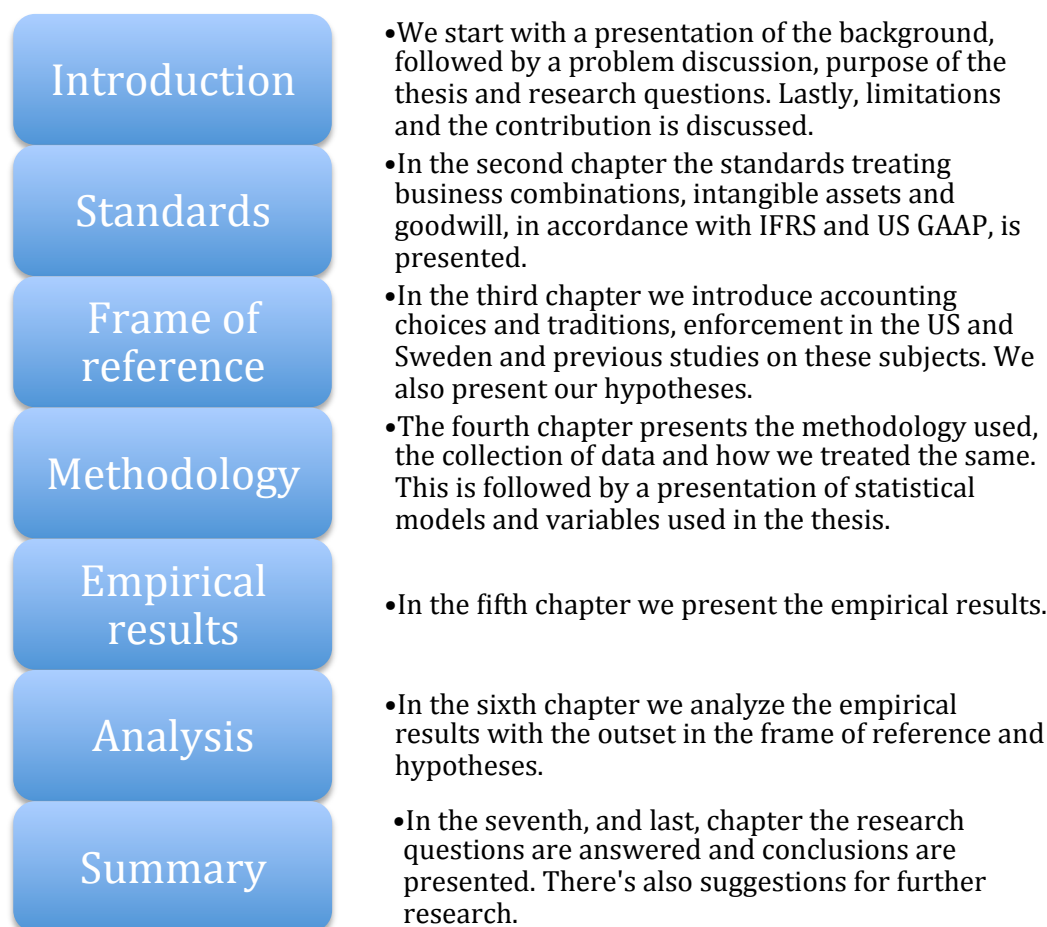 Introduction
•We start with a presentation of the background,
followed by a problem discussion, purpose of the
thesis and research questions. Lastly, limitations
and the contribution is discussed.
Standards
•In the second chapter the standards treating
business combinations, intangible assets and
goodwill, in accordance with IFRS and US GAAP, is
presented.
Frame of
reference
•In the third chapter we introduce accounting
choices and traditions, enforcement in the US and
Sweden and previous studies on these subjects. We
also present our hypotheses.
Methodology
•The fourth chapter presents the methodology used,
the collection of data and how we treated the same.
This is followed by a presentation of statistical
models and variables used in the thesis.
Empirical
results
•In the fifth chapter we present the empirical results.
Analysis
•In the sixth chapter we analyze the empirical
results with the outset in the frame of reference and
hypotheses.
Summary
•In the seventh, and last, chapter the research
questions are answered and conclusions are
presented. There's also suggestions for further
research.